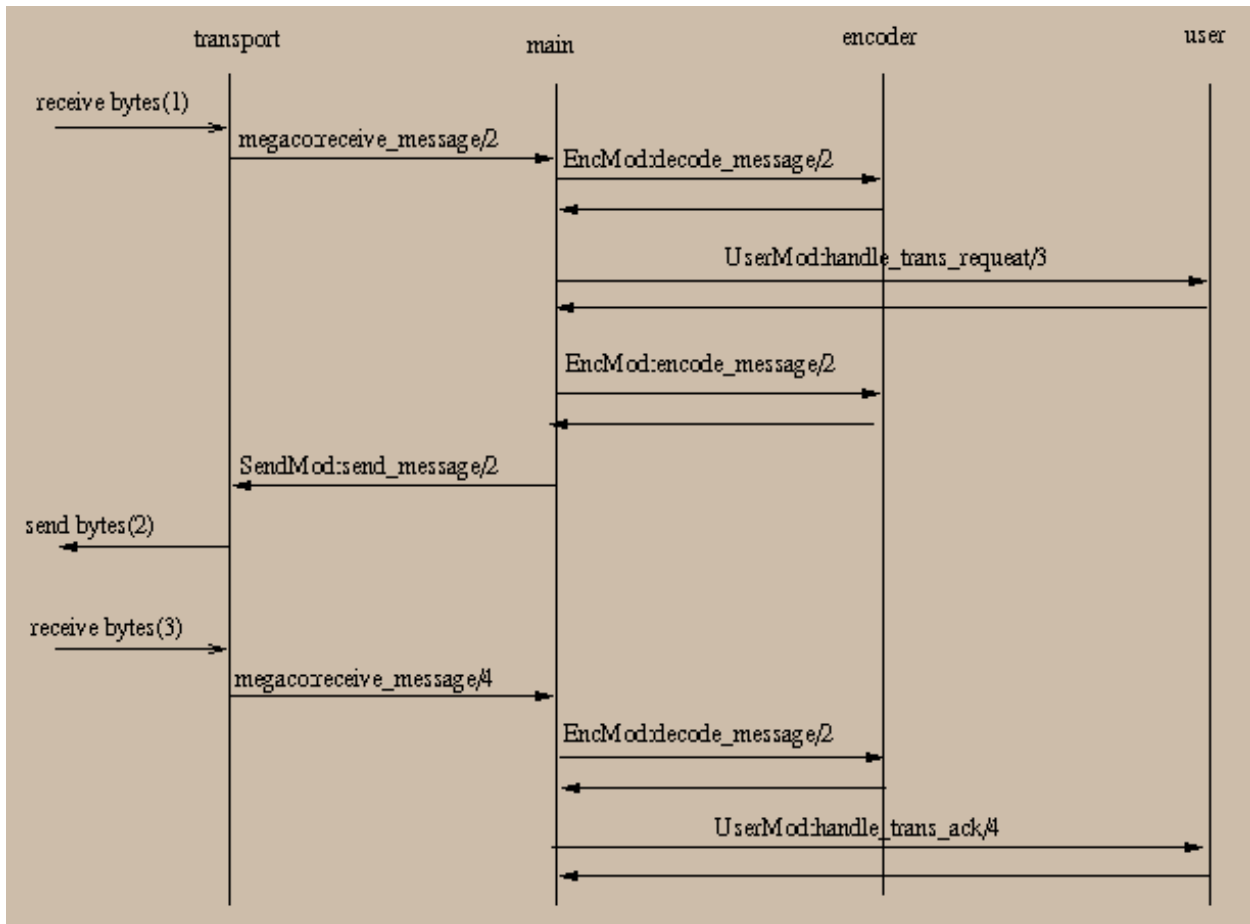 transport
main
encoder
user
receive bytes(1)
megaco:receive_message/2
EncMod:decode_message/2
UserMod:handle_trans_requeat/3
EncMod:encode_message/2
SendMod:send_message/2
send bytes(2)
receive bytes(3)
megaco:receive_message/4
EncMod:decode_message/2
UserMod:handle_trans_ack/4